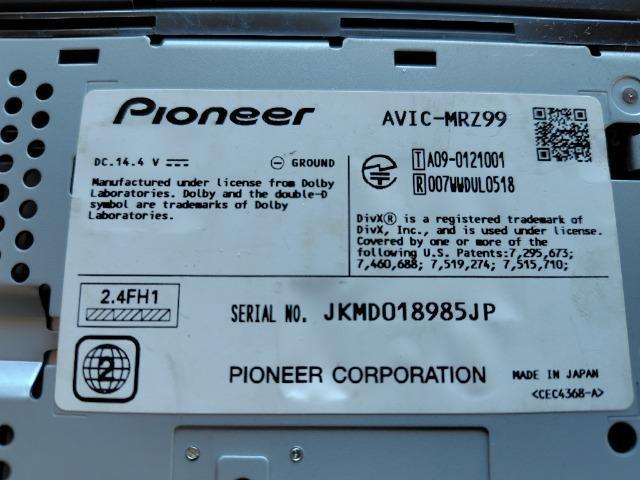 Pioneer
AVIC-MRZ99
DC.14.4 V
GROUND
Manufactured under license from Dolby
Laboratories. Dolby and the double-D
symbol are trademarks of Dolby
Laboratories.
T A09-0121001
R 007WWDUL0518
DivX® is a registered trademark of
DivX, Inc., and is used under license.
Covered by one or more of the
following U.S. Patents:7,295,673;
7,460,688; 7,519,274; 7,515,710;
2.4FH1
SERIAL NO. JKMD018985JP
2
PIONEER CORPORATION
MADE IN JAPAN
<CEC4368-A>